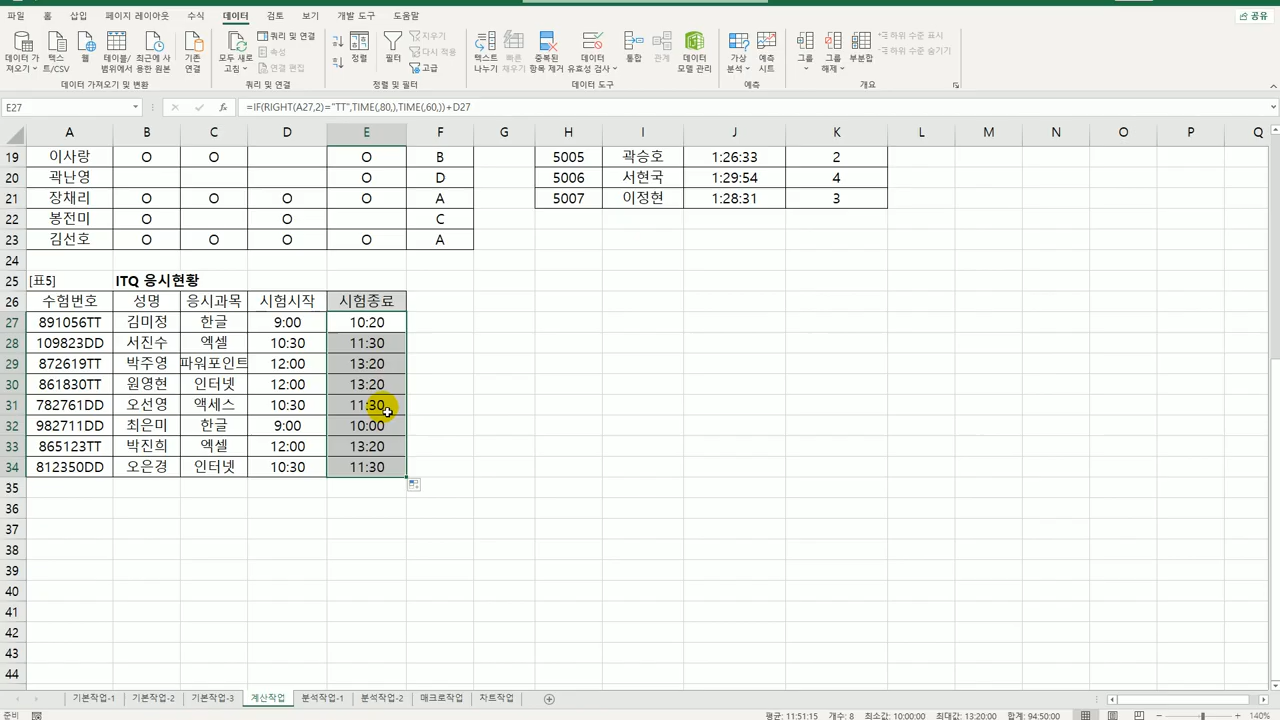 파일 홈 삽입 페이지 레이아웃 수식 데이터 검토 보기 개발 도구 도움말 공유
데이터 가져오기 텍스트/CSV 웹 테이블/범위에서 최근에 사용한 원본 기존 연결 모두 새로 고침 쿼리 및 연결 속성 연결 편집 정렬 필터 지우기 다시 적용 고급 텍스트 나누기 빠른 채우기 중복된 항목 제거 데이터 유효성 검사 통합 관계 데이터 모델 관리 가상 분석 예측 시트 그룹 그룹 해제 부분합 하위 수준 표시 하위 수준 숨기기
데이터 가져오기 및 변환 쿼리 및 연결 정렬 및 필터 데이터 도구 예측 개요
E27 fx =IF(RIGHT(A27,2)="TT",TIME(,80,),TIME(,60,))+D27
A B C D E F G H I J K L M N O P Q
19 이사랑 O O O B 5005 곽승호 1:26:33 2
20 곽난영 O D 5006 서현국 1:29:54 4
21 장채리 O O O O A 5007 이정현 1:28:31 3
22 봉전미 O O C
23 김선호 O O O O A
24
25 [표5] ITQ 응시현황
26 수험번호 성명 응시과목 시험시작 시험종료
27 891056TT 김미정 한글 9:00 10:20
28 109823DD 서진수 엑셀 10:30 11:30
29 872619TT 박주영 파워포인트 12:00 13:20
30 861830TT 원영현 인터넷 12:00 13:20
31 782761DD 오선영 액세스 10:30 11:30
32 982711DD 최은미 한글 9:00 10:00
33 865123TT 박진희 엑셀 12:00 13:20
34 812350DD 오은경 인터넷 10:30 11:30
35
36
37
38
39
40
41
42
43
44
기본작업-1 기본작업-2 기본작업-3 계산작업 분석작업-1 분석작업-2 매크로작업 차트작업
준비 평균: 11:51:15 개수: 8 최소값: 10:00:00 최대값: 13:20:00 합계: 94:50:00 140%